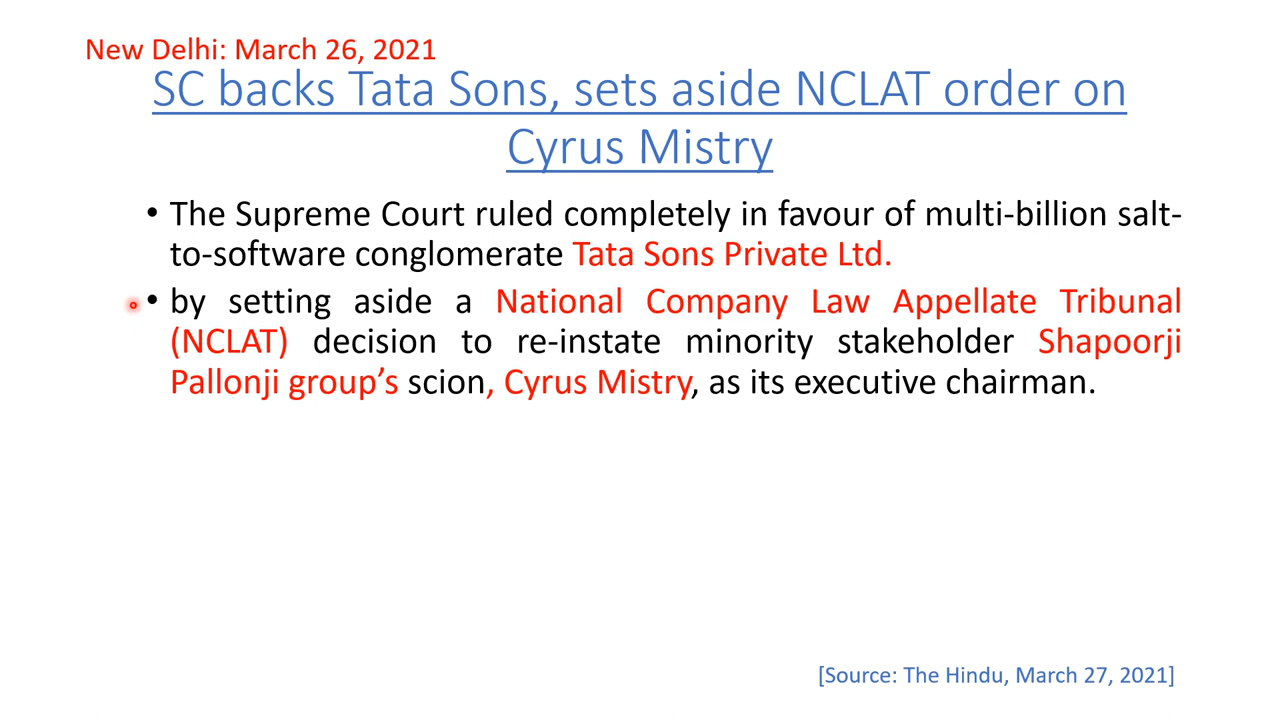 New Delhi: March 26, 2021
SC backs Tata Sons, sets aside NCLAT order on
Cyrus Mistry
• The Supreme Court ruled completely in favour of multi-billion salt-
to-software conglomerate Tata Sons Private Ltd.
• by setting aside a National Company Law Appellate Tribunal
(NCLAT) decision to re-instate minority stakeholder Shapoorji
Pallonji group’s scion, Cyrus Mistry, as its executive chairman.
[Source: The Hindu, March 27, 2021]